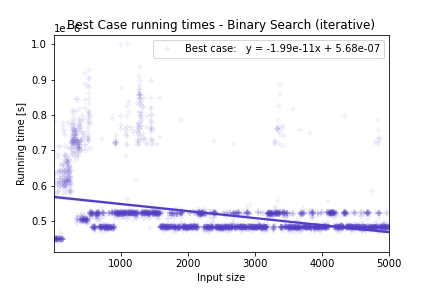 Best Case running times - Binary Search (iterative)
1e-6
Best case: y = -1.99e-11x + 5.68e-07
1.0
0.9
0.8
0.7
0.6
0.5
Running time [s]
1000 2000 3000 4000 5000
Input size